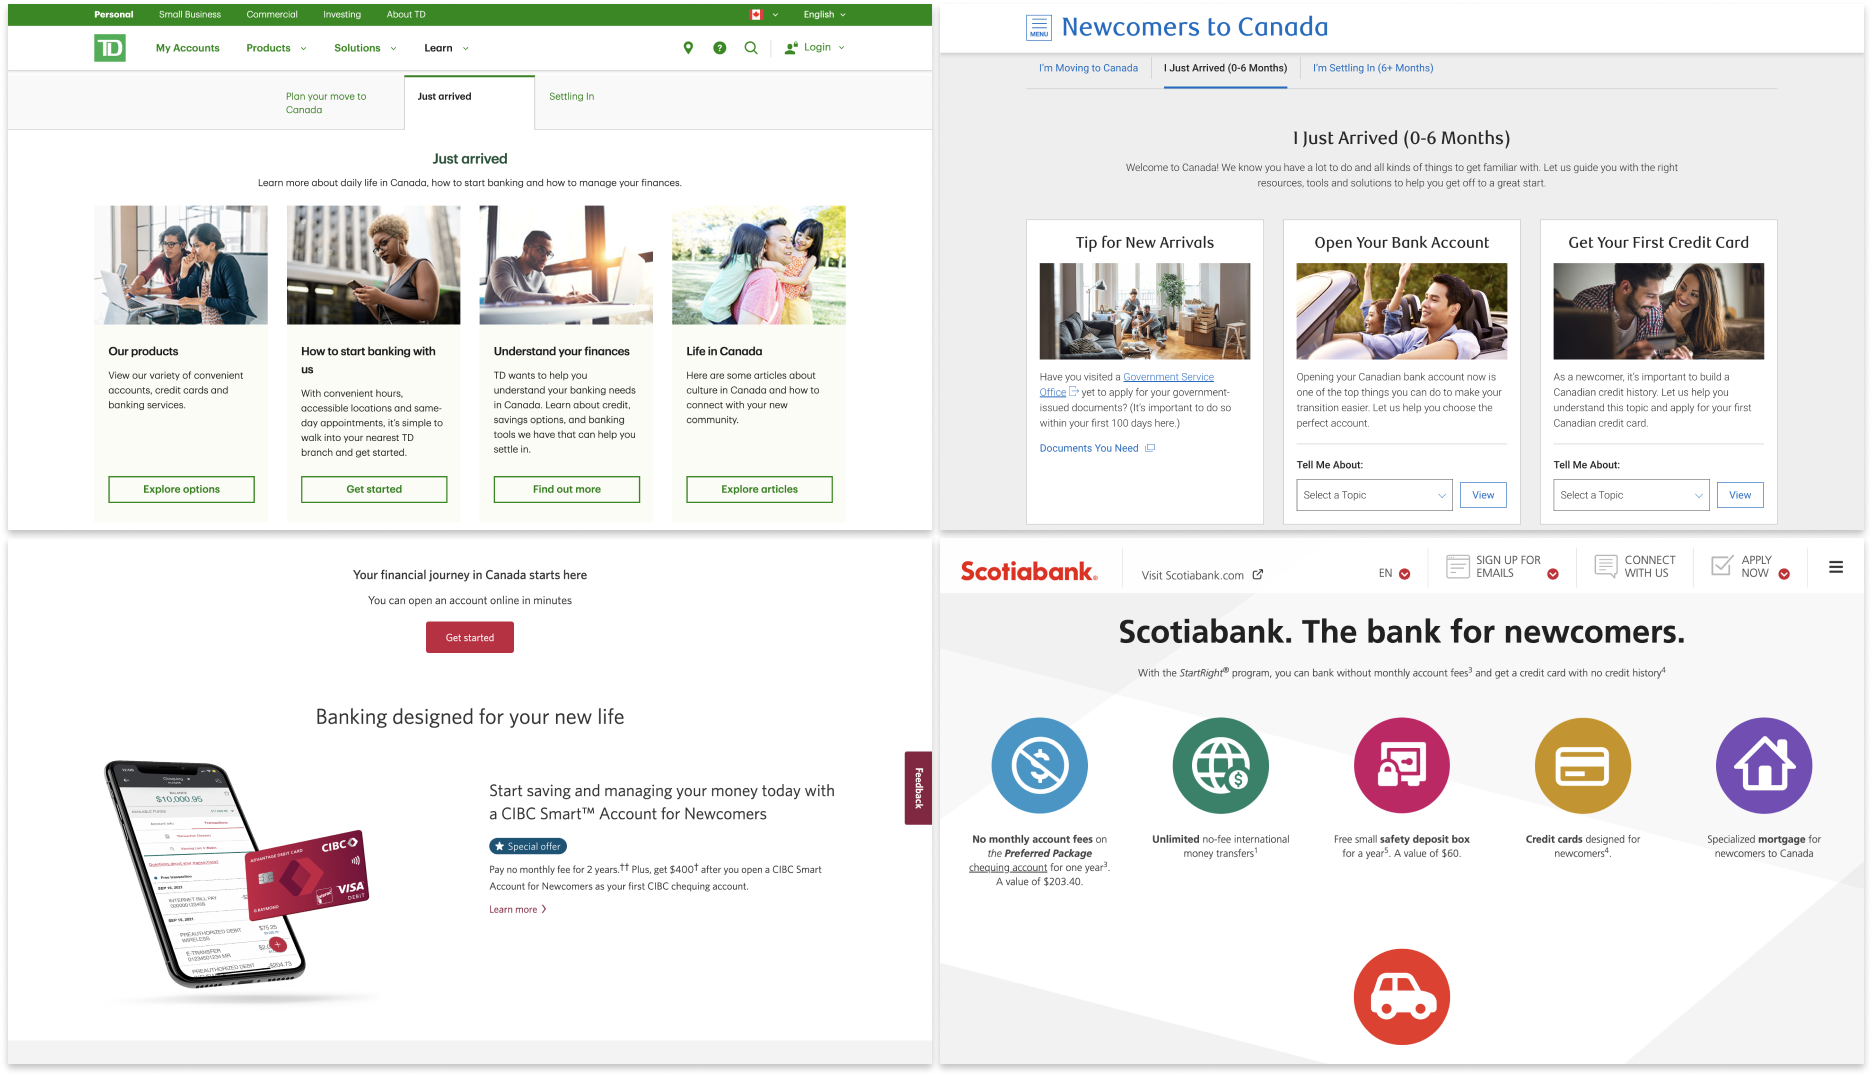 Personal Small Business Commercial Investing About TD English
TD My Accounts Products Solutions Learn Login
Plan your move to
Canada
Just arrived
Settling In
Just arrived
Learn more about daily life in Canada, how to start banking and how to manage your finances.
Our products
View our variety of convenient
accounts, credit cards and
banking services.
Explore options
How to start banking with
us
With convenient hours,
accessible locations and same-
day appointments, it's simple to
walk into your nearest TD
branch and get started.
Get started
Understand your finances
TD wants to help you
understand your banking needs
in Canada. Learn about credit,
savings options, and banking
tools we have that can help you
settle in.
Find out more
Life in Canada
Here are some articles about
culture in Canada and how to
connect with your new
community.
Explore articles
MENU
Newcomers to Canada
I'm Moving to Canada I Just Arrived (0-6 Months) I'm Settling In (6+ Months)
I Just Arrived (0-6 Months)
Welcome to Canada! We know you have a lot to do and all kinds of things to get familiar with. Let us guide you with the right
resources, tools and solutions to help you get off to a great start.
Tip for New Arrivals
Have you visited a Government Service
Office yet to apply for your government-
issued documents? (It's important to do so
within your first 100 days here.)
Documents You Need
Open Your Bank Account
Opening your Canadian bank account now is
one of the top things you can do to make your
transition easier. Let us help you choose the
perfect account.
Tell Me About:
Select a Topic View
Get Your First Credit Card
As a newcomer, it's important to build a
Canadian credit history. Let us help you
understand this topic and apply for your first
Canadian credit card.
Tell Me About:
Select a Topic View
Your financial journey in Canada starts here
You can open an account online in minutes
Get started
Banking designed for your new life
$10,000.95
Transactions
SEP 16, 2021
INTERNET BILL PAY
SEP 15, 2021
PREAUTHORIZED DEBIT
WIRELESS
$75.25
E-TRANSFER
PREAUTHORIZED DEBIT
$204.73
ADVANTAGE DEBIT CARD
CIBC
VISA
DEBIT
Start saving and managing your money today with
a CIBC Smart™ Account for Newcomers
Special offer
Pay no monthly fee for 2 years.†† Plus, get $400† after you open a CIBC Smart
Account for Newcomers as your first CIBC chequing account.
Learn more
Feedback
Scotiabank®
Visit Scotiabank.com
EN
SIGN UP FOR
EMAILS
CONNECT
WITH US
APPLY
NOW
Scotiabank. The bank for newcomers.
With the StartRight® program, you can bank without monthly account fees3 and get a credit card with no credit history4
No monthly account fees on
the Preferred Package
chequing account for one year3.
A value of $203.40.
Unlimited no-fee international
money transfers1
Free small safety deposit box
for a year5. A value of $60.
Credit cards designed for
newcomers4.
Specialized mortgage for
newcomers to Canada